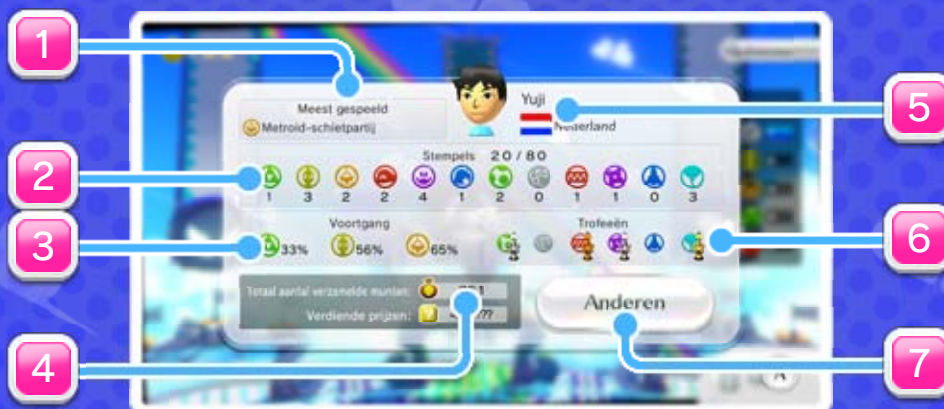 1
2
3
4
5
6
7
Meest gespeeld
Metroid-schietpartij
Yuji
Nederland
Stempels 20/80
1 3 2 2 4 1 2 0 1 1 0 3
Voortgang
33% 56% 65%
Trofeeën
Totaal aantal verzamelde munten:
Verdiende prijzen:
Anderen
A